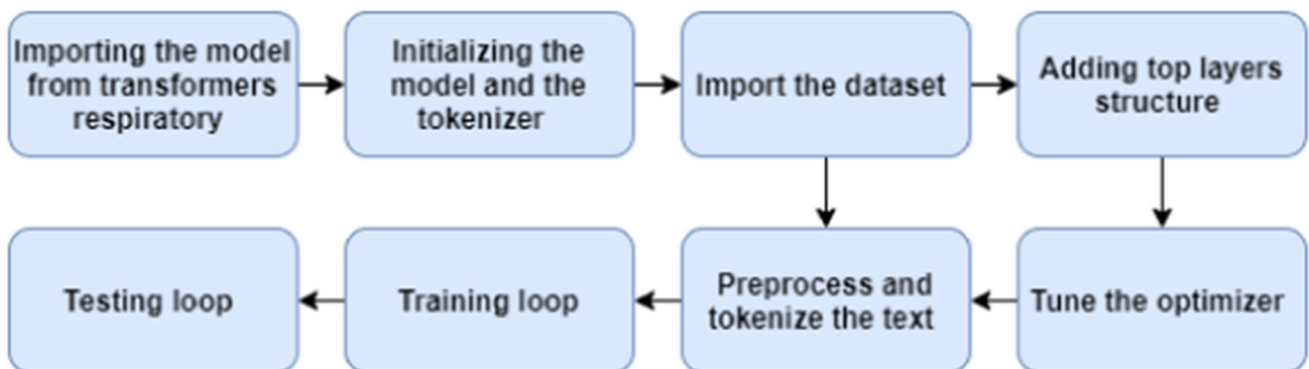 Importing the model
from transformers
respiratory
Initializing the
model and the
tokenizer
Import the dataset
Adding top layers
structure
Testing loop
Training loop
Preprocess and
tokenize the text
Tune the optimizer